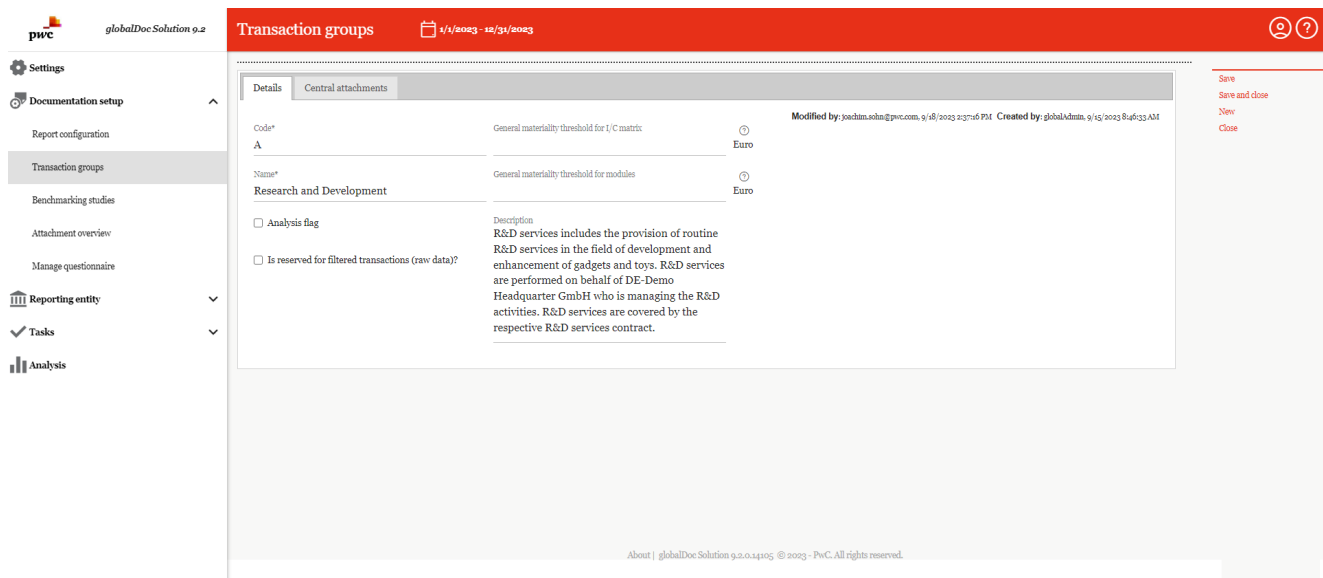 pwc
globalDoc Solution 9.2
Transaction groups
1/1/2023 - 12/31/2023
Settings
Documentation setup
Report configuration
Transaction groups
Benchmarking studies
Attachment overview
Manage questionnaire
Reporting entity
Tasks
Analysis
Details
Central attachments
Modified by: joachim.sohn@pwc.com, 9/18/2023 2:37:16 PM Created by: globalAdmin, 9/15/2023 8:46:33 AM
Code*
A
General materiality threshold for I/C matrix
?
Euro
Name*
Research and Development
General materiality threshold for modules
?
Euro
Analysis flag
Is reserved for filtered transactions (raw data)?
Description
R&D services includes the provision of routine
R&D services in the field of development and
enhancement of gadgets and toys. R&D services
are performed on behalf of DE-Demo
Headquarter GmbH who is managing the R&D
activities. R&D services are covered by the
respective R&D services contract.
Save
Save and close
New
Close
?
About | globalDoc Solution 9.2.0.14105 © 2023 - PwC. All rights reserved.